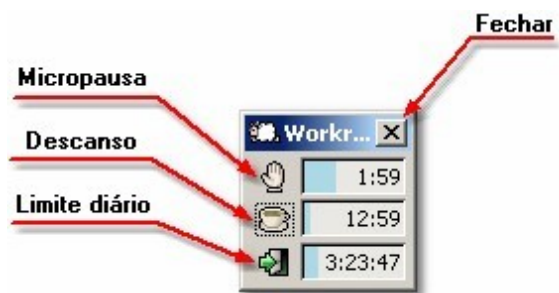 Fechar
Micropausa
Workr...
Descanso
1:59
12:59
Limite diário
3:23:47